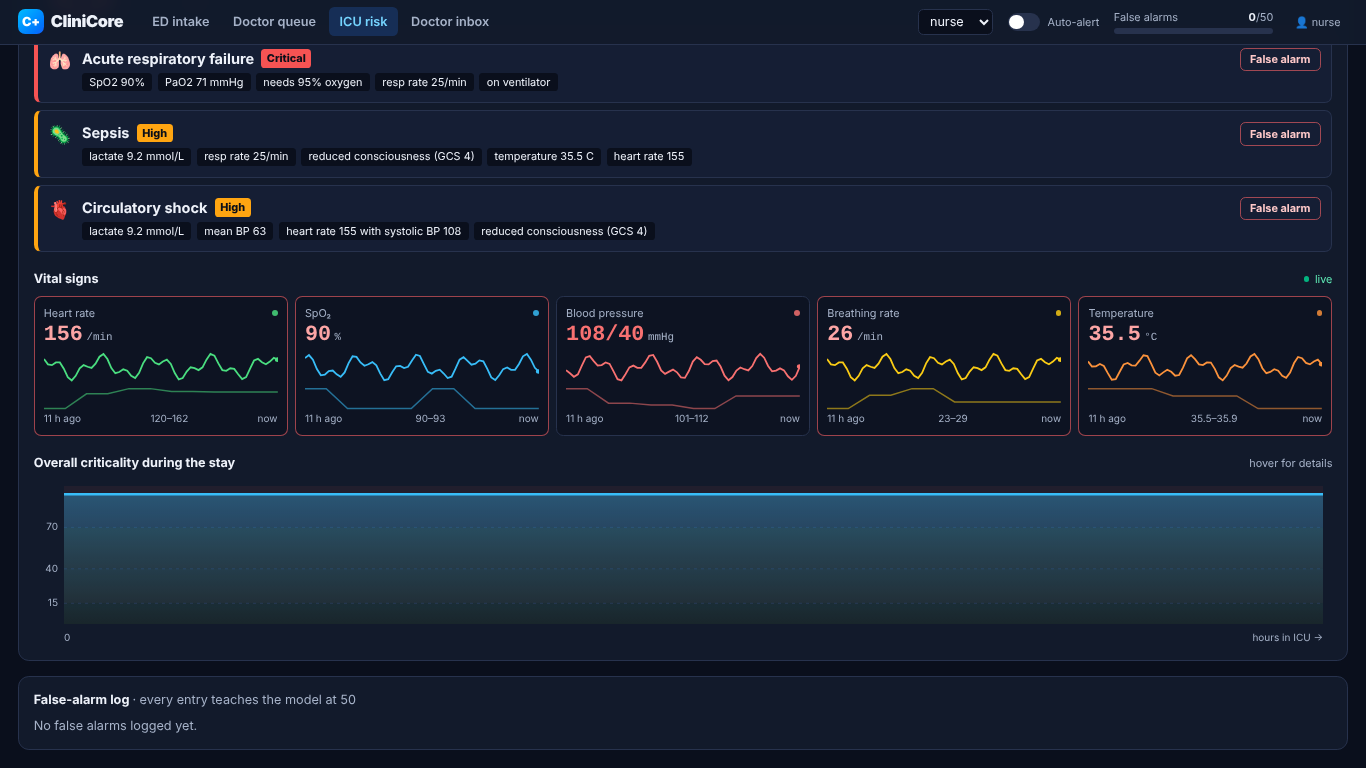 C+ CliniCore ED intake Doctor queue ICU risk Doctor inbox nurse Auto-alert False alarms 0/50 nurse
Acute respiratory failure Critical False alarm
SpO2 90% PaO2 71 mmHg needs 95% oxygen resp rate 25/min on ventilator
Sepsis High False alarm
lactate 9.2 mmol/L resp rate 25/min reduced consciousness (GCS 4) temperature 35.5 C heart rate 155
Circulatory shock High False alarm
lactate 9.2 mmol/L mean BP 63 heart rate 155 with systolic BP 108 reduced consciousness (GCS 4)
Vital signs live
Heart rate SpO₂ Blood pressure Breathing rate Temperature
156 /min 90 % 108/40 mmHg 26 /min 35.5 °C
11 h ago 120–162 now 11 h ago 90–93 now 11 h ago 101–112 now 11 h ago 23–29 now 11 h ago 35.5–35.9 now
Overall criticality during the stay hover for details
70
40
15
0 hours in ICU →
False-alarm log · every entry teaches the model at 50
No false alarms logged yet.